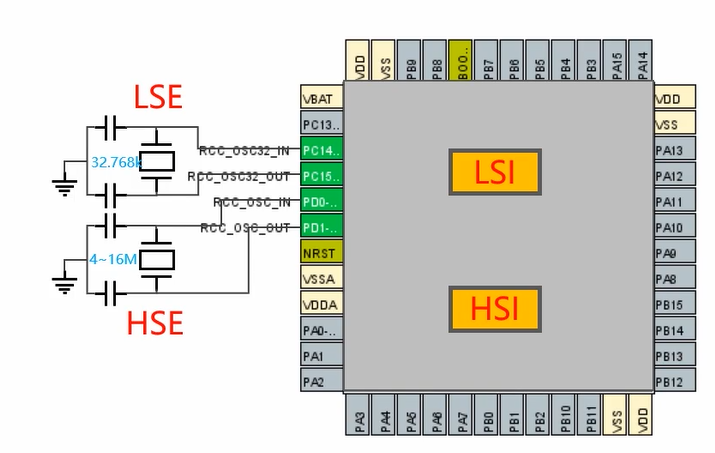 VDD
VSS
PB9
PB8
BOO..
PB7
PB6
PB5
PB4
PB3
PA15
PA14
LSE
32.768k
RCC_OSC32_IN
RCC_OSC32_OUT
RCC_OSC_IN
RCC_OSC_OUT
4~16M
HSE
VBAT
PC13..
PC14..
PC15..
PD0-..
PD1-..
NRST
VSSA
VDDA
PA0-..
PA1
PA2
LSI
HSI
VDD
VSS
PA13
PA12
PA11
PA10
PA9
PA8
PB15
PB14
PB13
PB12
PA3
PA4
PA5
PA6
PA7
PB0
PB1
PB2
PB10
PB11
VSS
VDD